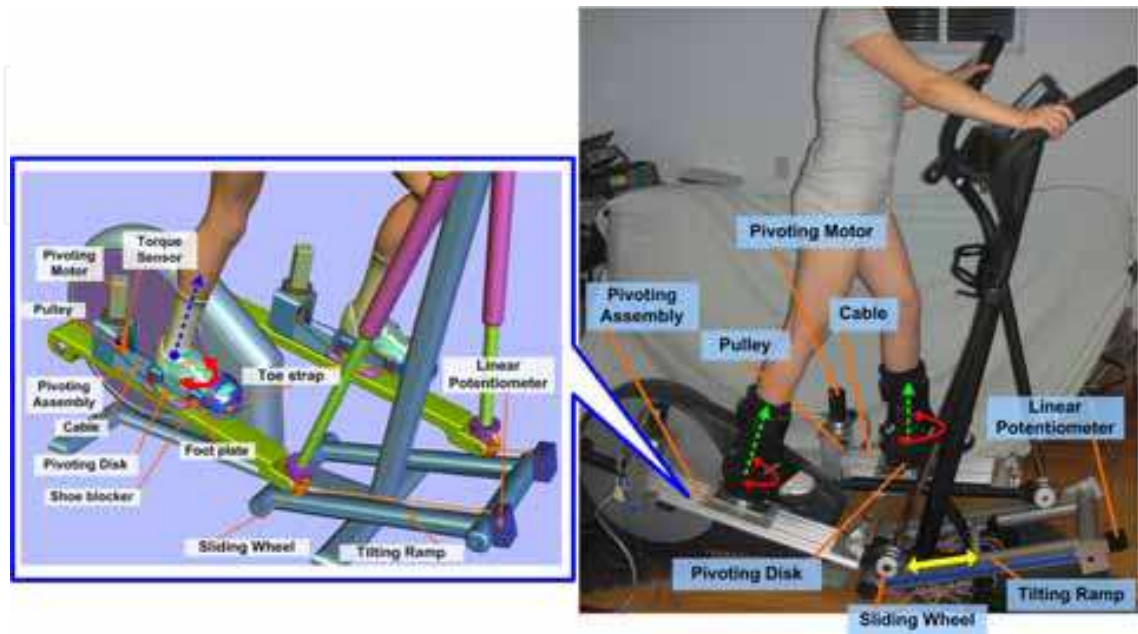 Pivoting
Motor
Torque
Sensor
Pulley
Pivoting
Assembly
Cable
Pivoting Disk
Shoe blocker
Toe strap
Foot plate
Linear
Potentiometer
Sliding Wheel
Tilting Ramp
Pivoting Motor
Pivoting
Assembly
Cable
Pulley
Linear
Potentiometer
Pivoting Disk
Tilting Ramp
Sliding Wheel